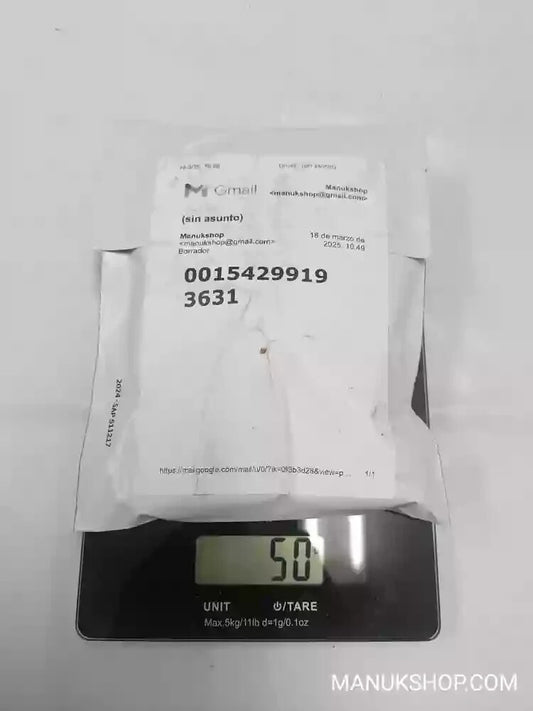 Gmail
Manukshop
<manukshop@gmail.com>
(sin asunto)
Manukshop
<manukshop@gmail.com>
Borrador
18 de marzo de
2025, 10:49
0015429919
3631
1/1
50
UNIT
⏻/TARE
Max.5kg/11lb d=1g/0.1oz
MANUKSHOP.COM